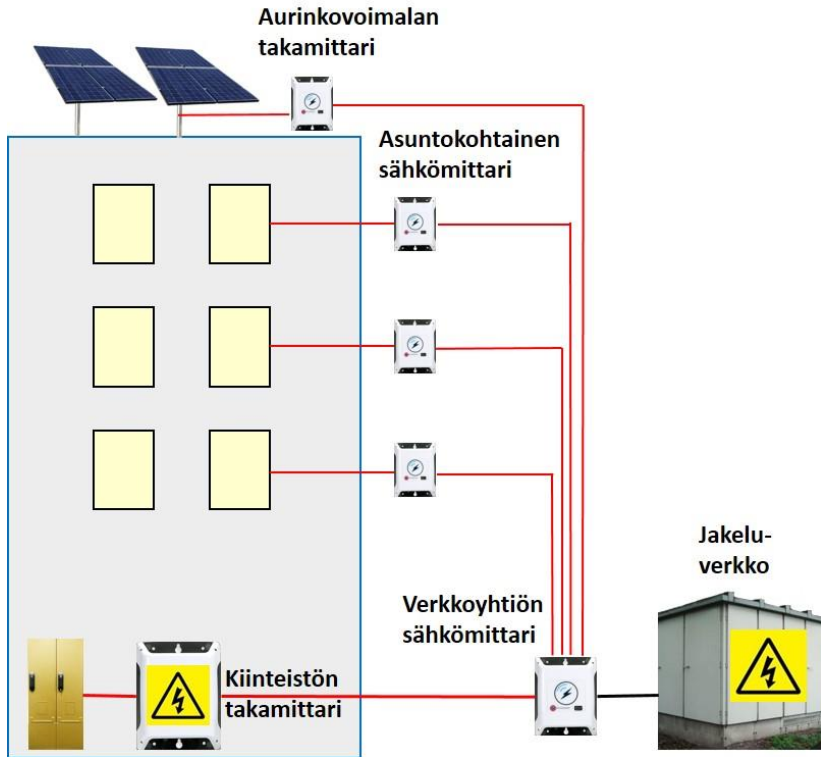 Aurinkovoimalan
takamittari
Asuntokohtainen
sähkömittari
Jakelu-
verkko
Verkkoyhtiön
sähkömittari
Kiinteistön
takamittari